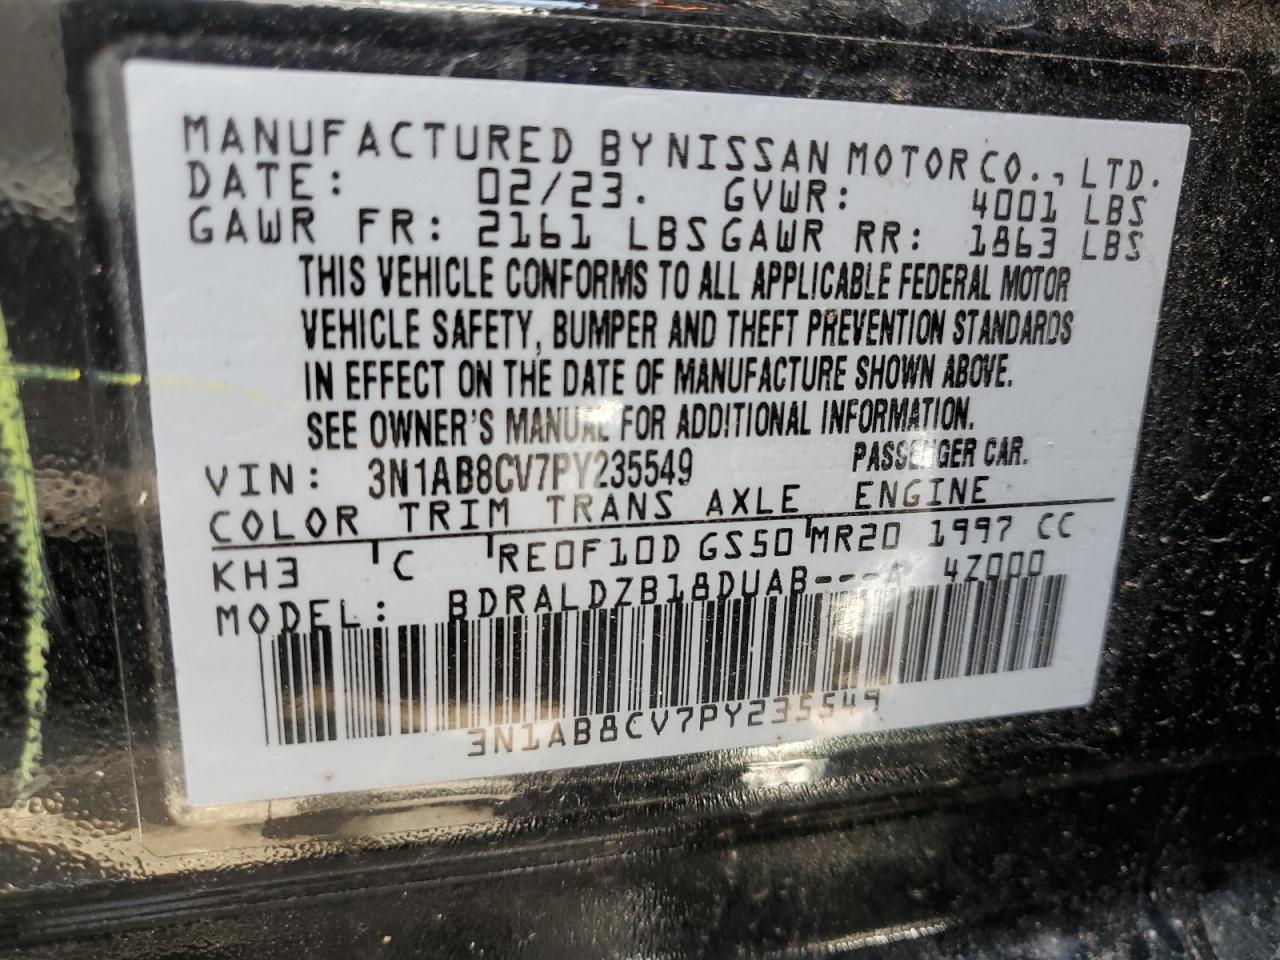 MANUFACTURED BY NISSAN MOTOR CO., LTD.
DATE: 02/23. GVWR: 4001 LBS
GAWR FR: 2161 LBS GAWR RR: 1863 LBS
THIS VEHICLE CONFORMS TO ALL APPLICABLE FEDERAL MOTOR
VEHICLE SAFETY, BUMPER AND THEFT PREVENTION STANDARDS
IN EFFECT ON THE DATE OF MANUFACTURE SHOWN ABOVE.
SEE OWNER'S MANUAL FOR ADDITIONAL INFORMATION.
VIN: 3N1AB8CV7PY235549 PASSENGER CAR.
COLOR TRIM TRANS AXLE ENGINE
KH3 C RE0F10D GS50 MR20 1997 CC
MODEL: BDRALDZB18DUAB---A 4Z000
3N1AB8CV7PY235549